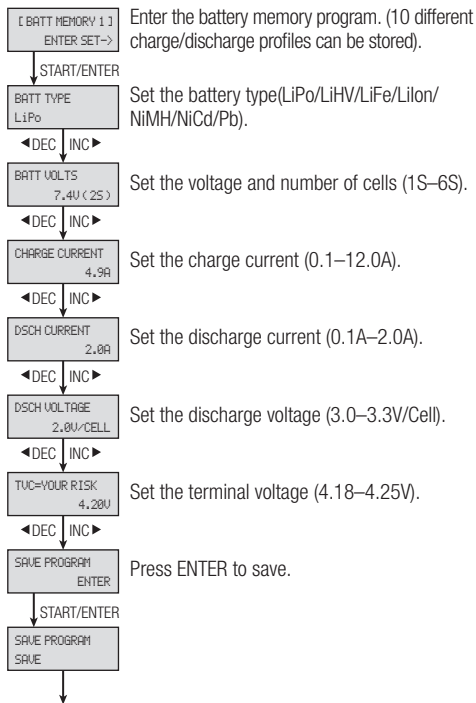 [ BATT MEMORY 1 ]
ENTER SET->
Enter the battery memory program. (10 different
charge/discharge profiles can be stored).
START/ENTER
BATT TYPE
LiPo
Set the battery type(LiPo/LiHV/LiFe/LiIon/
NiMH/NiCd/Pb).
◄DEC INC►
BATT VOLTS
7.4V(2S)
Set the voltage and number of cells (1S–6S).
◄DEC INC►
CHARGE CURRENT
4.9A
Set the charge current (0.1–12.0A).
◄DEC INC►
DSCH CURRENT
2.0A
Set the discharge current (0.1A–2.0A).
◄DEC INC►
DSCH VOLTAGE
2.0V/CELL
Set the discharge voltage (3.0–3.3V/Cell).
◄DEC INC►
TVC=YOUR RISK
4.20V
Set the terminal voltage (4.18–4.25V).
◄DEC INC►
SAVE PROGRAM
ENTER
Press ENTER to save.
START/ENTER
SAVE PROGRAM
SAVE